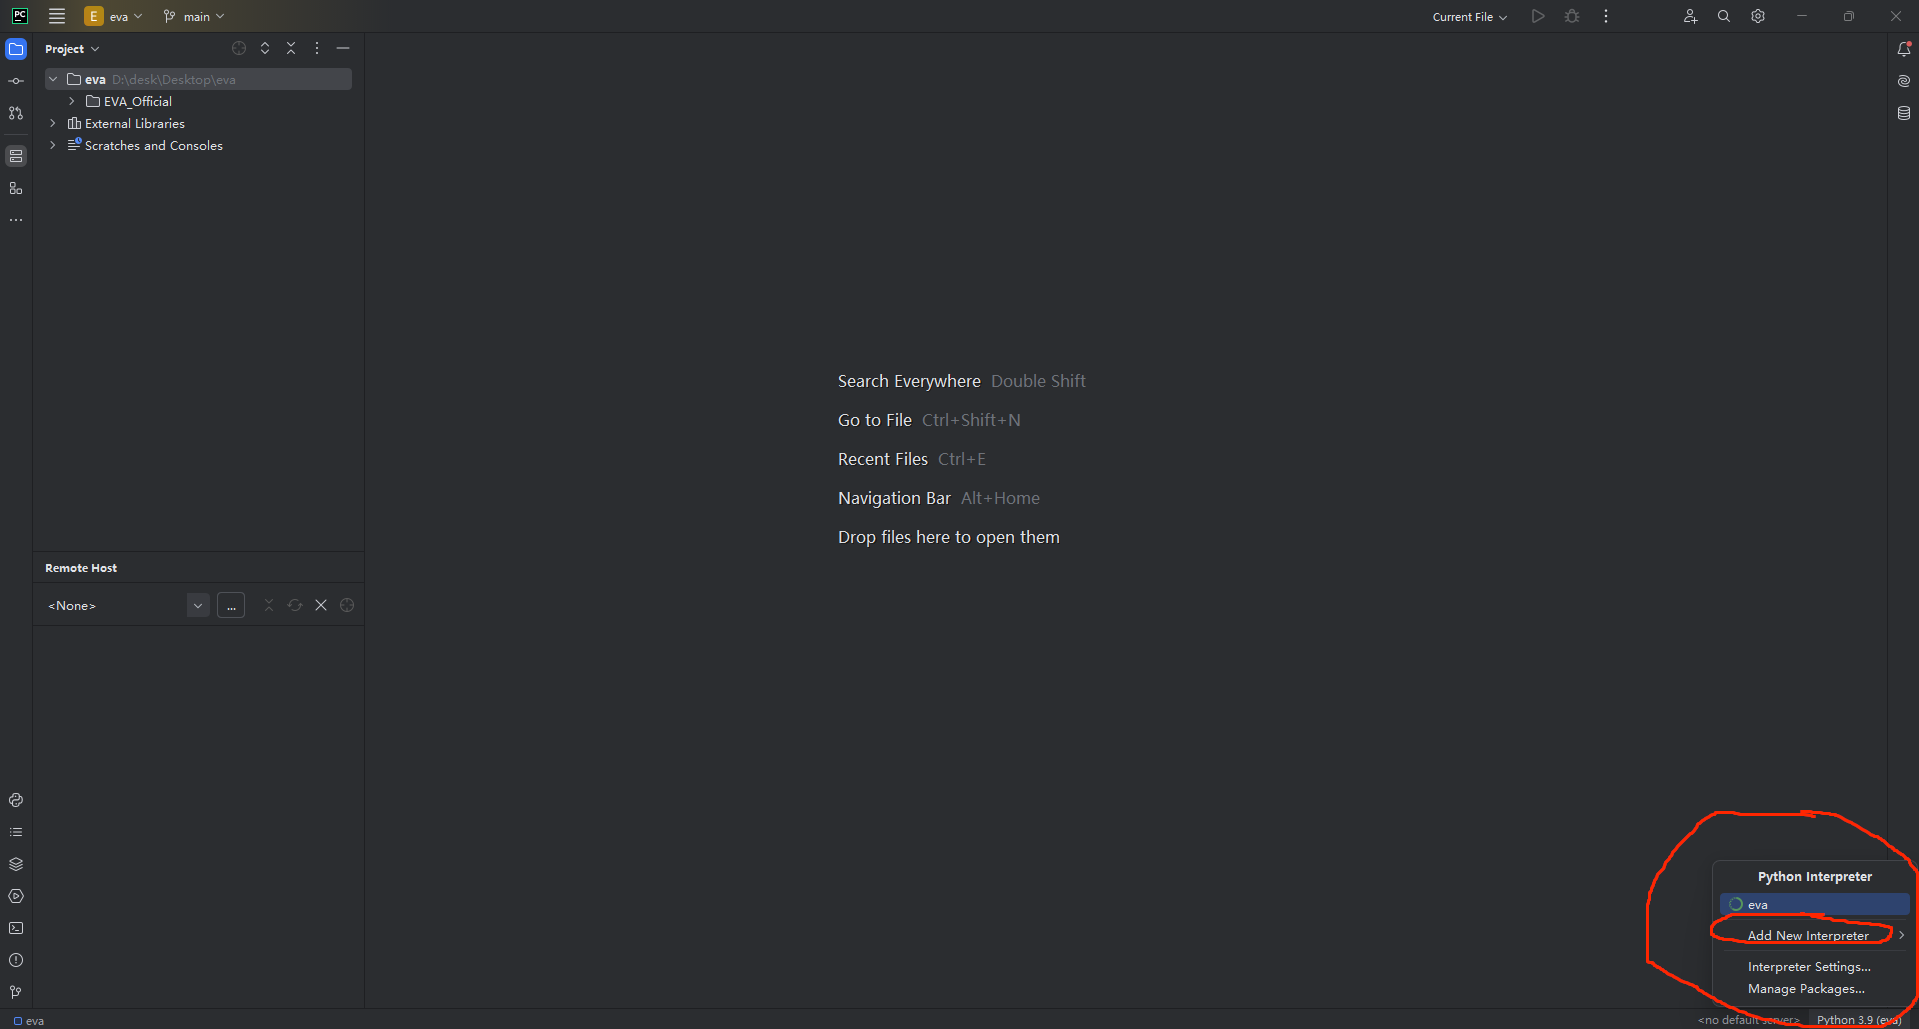 PC
E eva main
Current File
Project
eva D:\desk\Desktop\eva
EVA_Official
External Libraries
Scratches and Consoles
Search Everywhere Double Shift
Go to File Ctrl+Shift+N
Recent Files Ctrl+E
Navigation Bar Alt+Home
Drop files here to open them
Remote Host
<None>
...
Python Interpreter
eva
Add New Interpreter
Interpreter Settings...
Manage Packages...
eva
<no default server> Python 3.9 (eva)